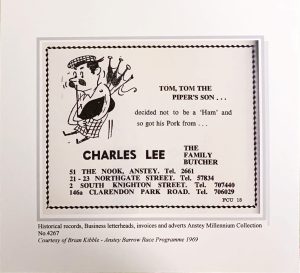 TOM, TOM THE
PIPER'S SON . . .
decided not to be a 'Ham' and
so got his Pork from . . .
CHARLES LEE THE FAMILY BUTCHER
51 THE NOOK, ANSTEY. Tel. 2661
21 - 23 NORTHGATE STREET. Tel. 57834
2 SOUTH KNIGHTON STREET. Tel. 707440
146a CLARENDON PARK ROAD. Tel. 706029
PCU 18
Historical records, Business letterheads, invoices and adverts Anstey Millennium Collection
No.4267
Courtesy of Brian Kibble - Anstey Barrow Race Programme 1969